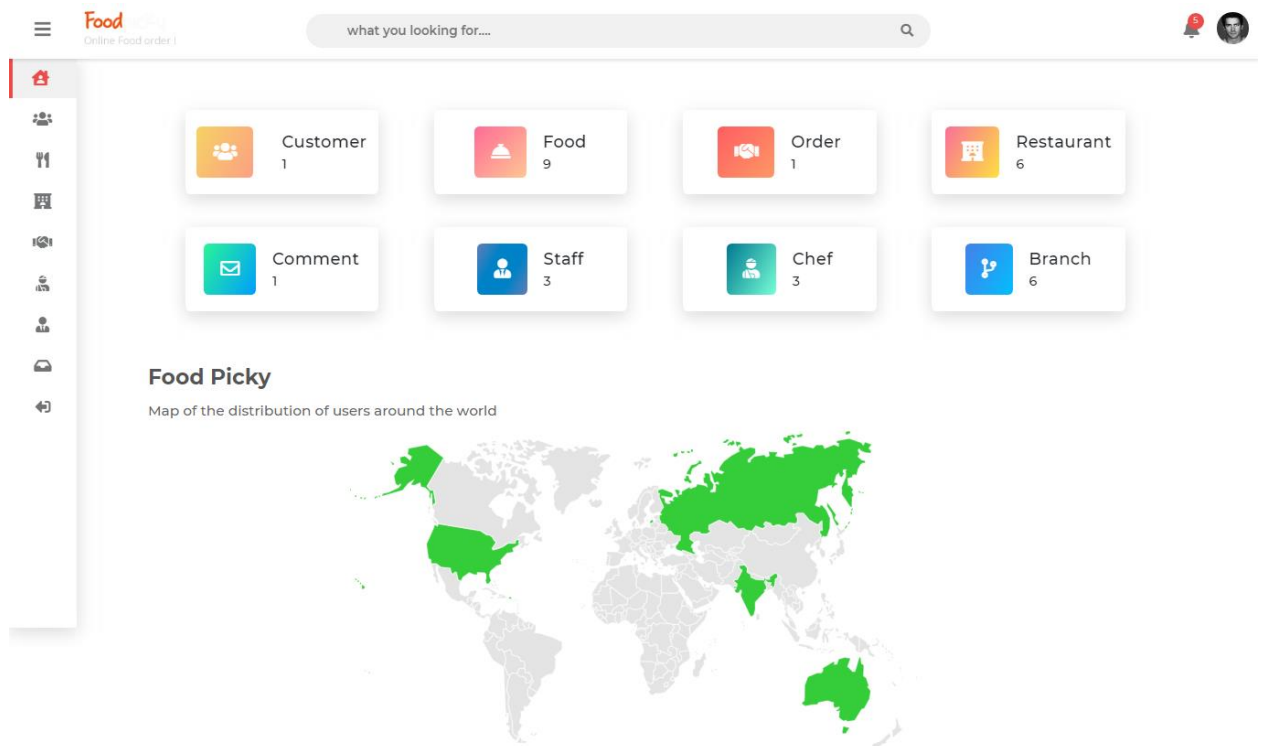 Food
Online Food order !
what you looking for....
5
Customer
1
Food
9
Order
1
Restaurant
6
Comment
1
Staff
3
Chef
3
Branch
6
Food Picky
Map of the distribution of users around the world